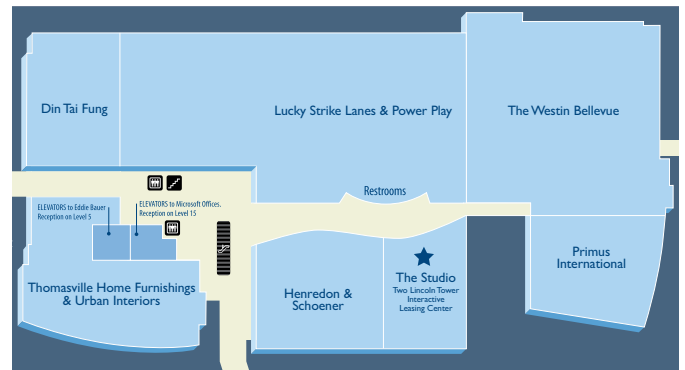 Din Tai Fung
Lucky Strike Lanes & Power Play
The Westin Bellevue
Restrooms
ELEVATORS to Eddie Bauer
Reception on Level 5
ELEVATORS to Microsoft Offices.
Reception on Level 15
Thomasville Home Furnishings
& Urban Interiors
Henredon &
Schoener
The Studio
Two Lincoln Tower
Interactive
Leasing Center
Primus
International